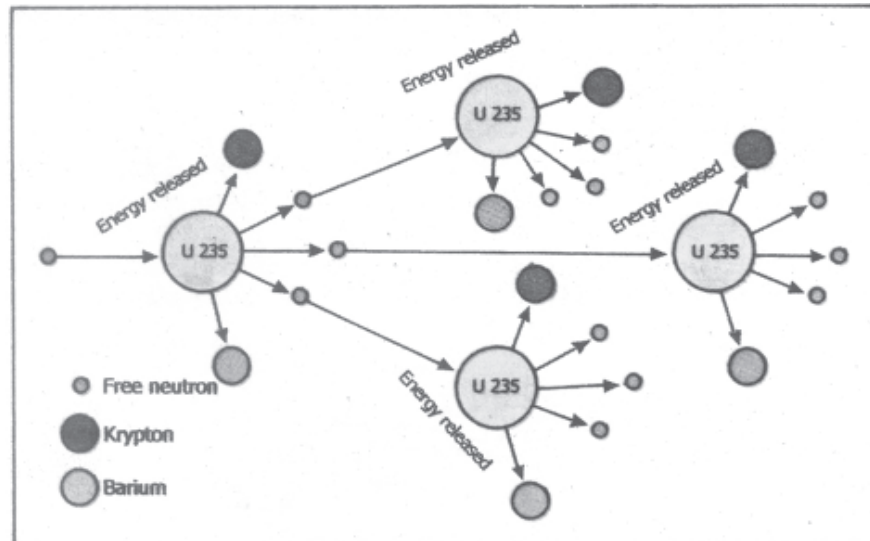 Energy released
U 235
Energy released
U 235
Energy released
U 235
Energy released
U 235
Free neutron
Krypton
Barium